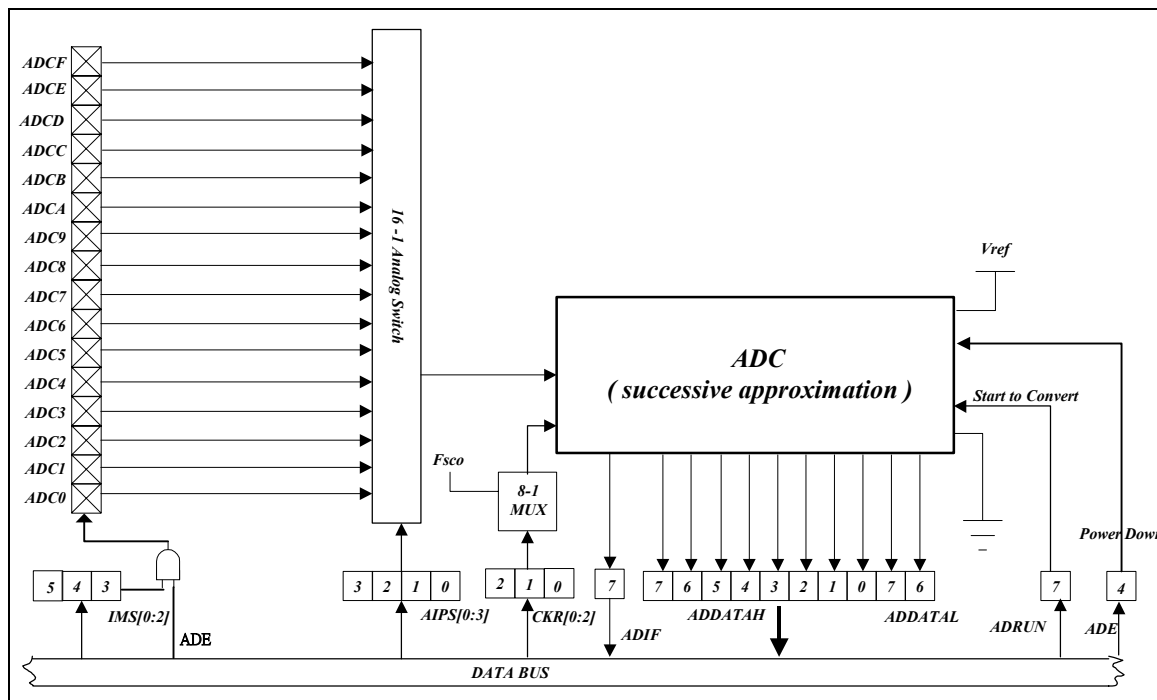 ADCF
ADCE
ADCD
ADCC
ADCB
ADCA
ADC9
ADC8
ADC7
ADC6
ADC5
ADC4
ADC3
ADC2
ADC1
ADC0
16 -1 Analog Switch
Vref
ADC
( successive approximation )
Start to Convert
Fsco
8-1
MUX
Power Down
5 4 3
IMS[0:2]
ADE
3 2 1 0
AIPS[0:3]
2 1 0
CKR[0:2]
7
ADIF
7 6 5 4 3 2 1 0 7 6
ADDATAH
ADDATAL
7
ADRUN
4
ADE
DATA BUS